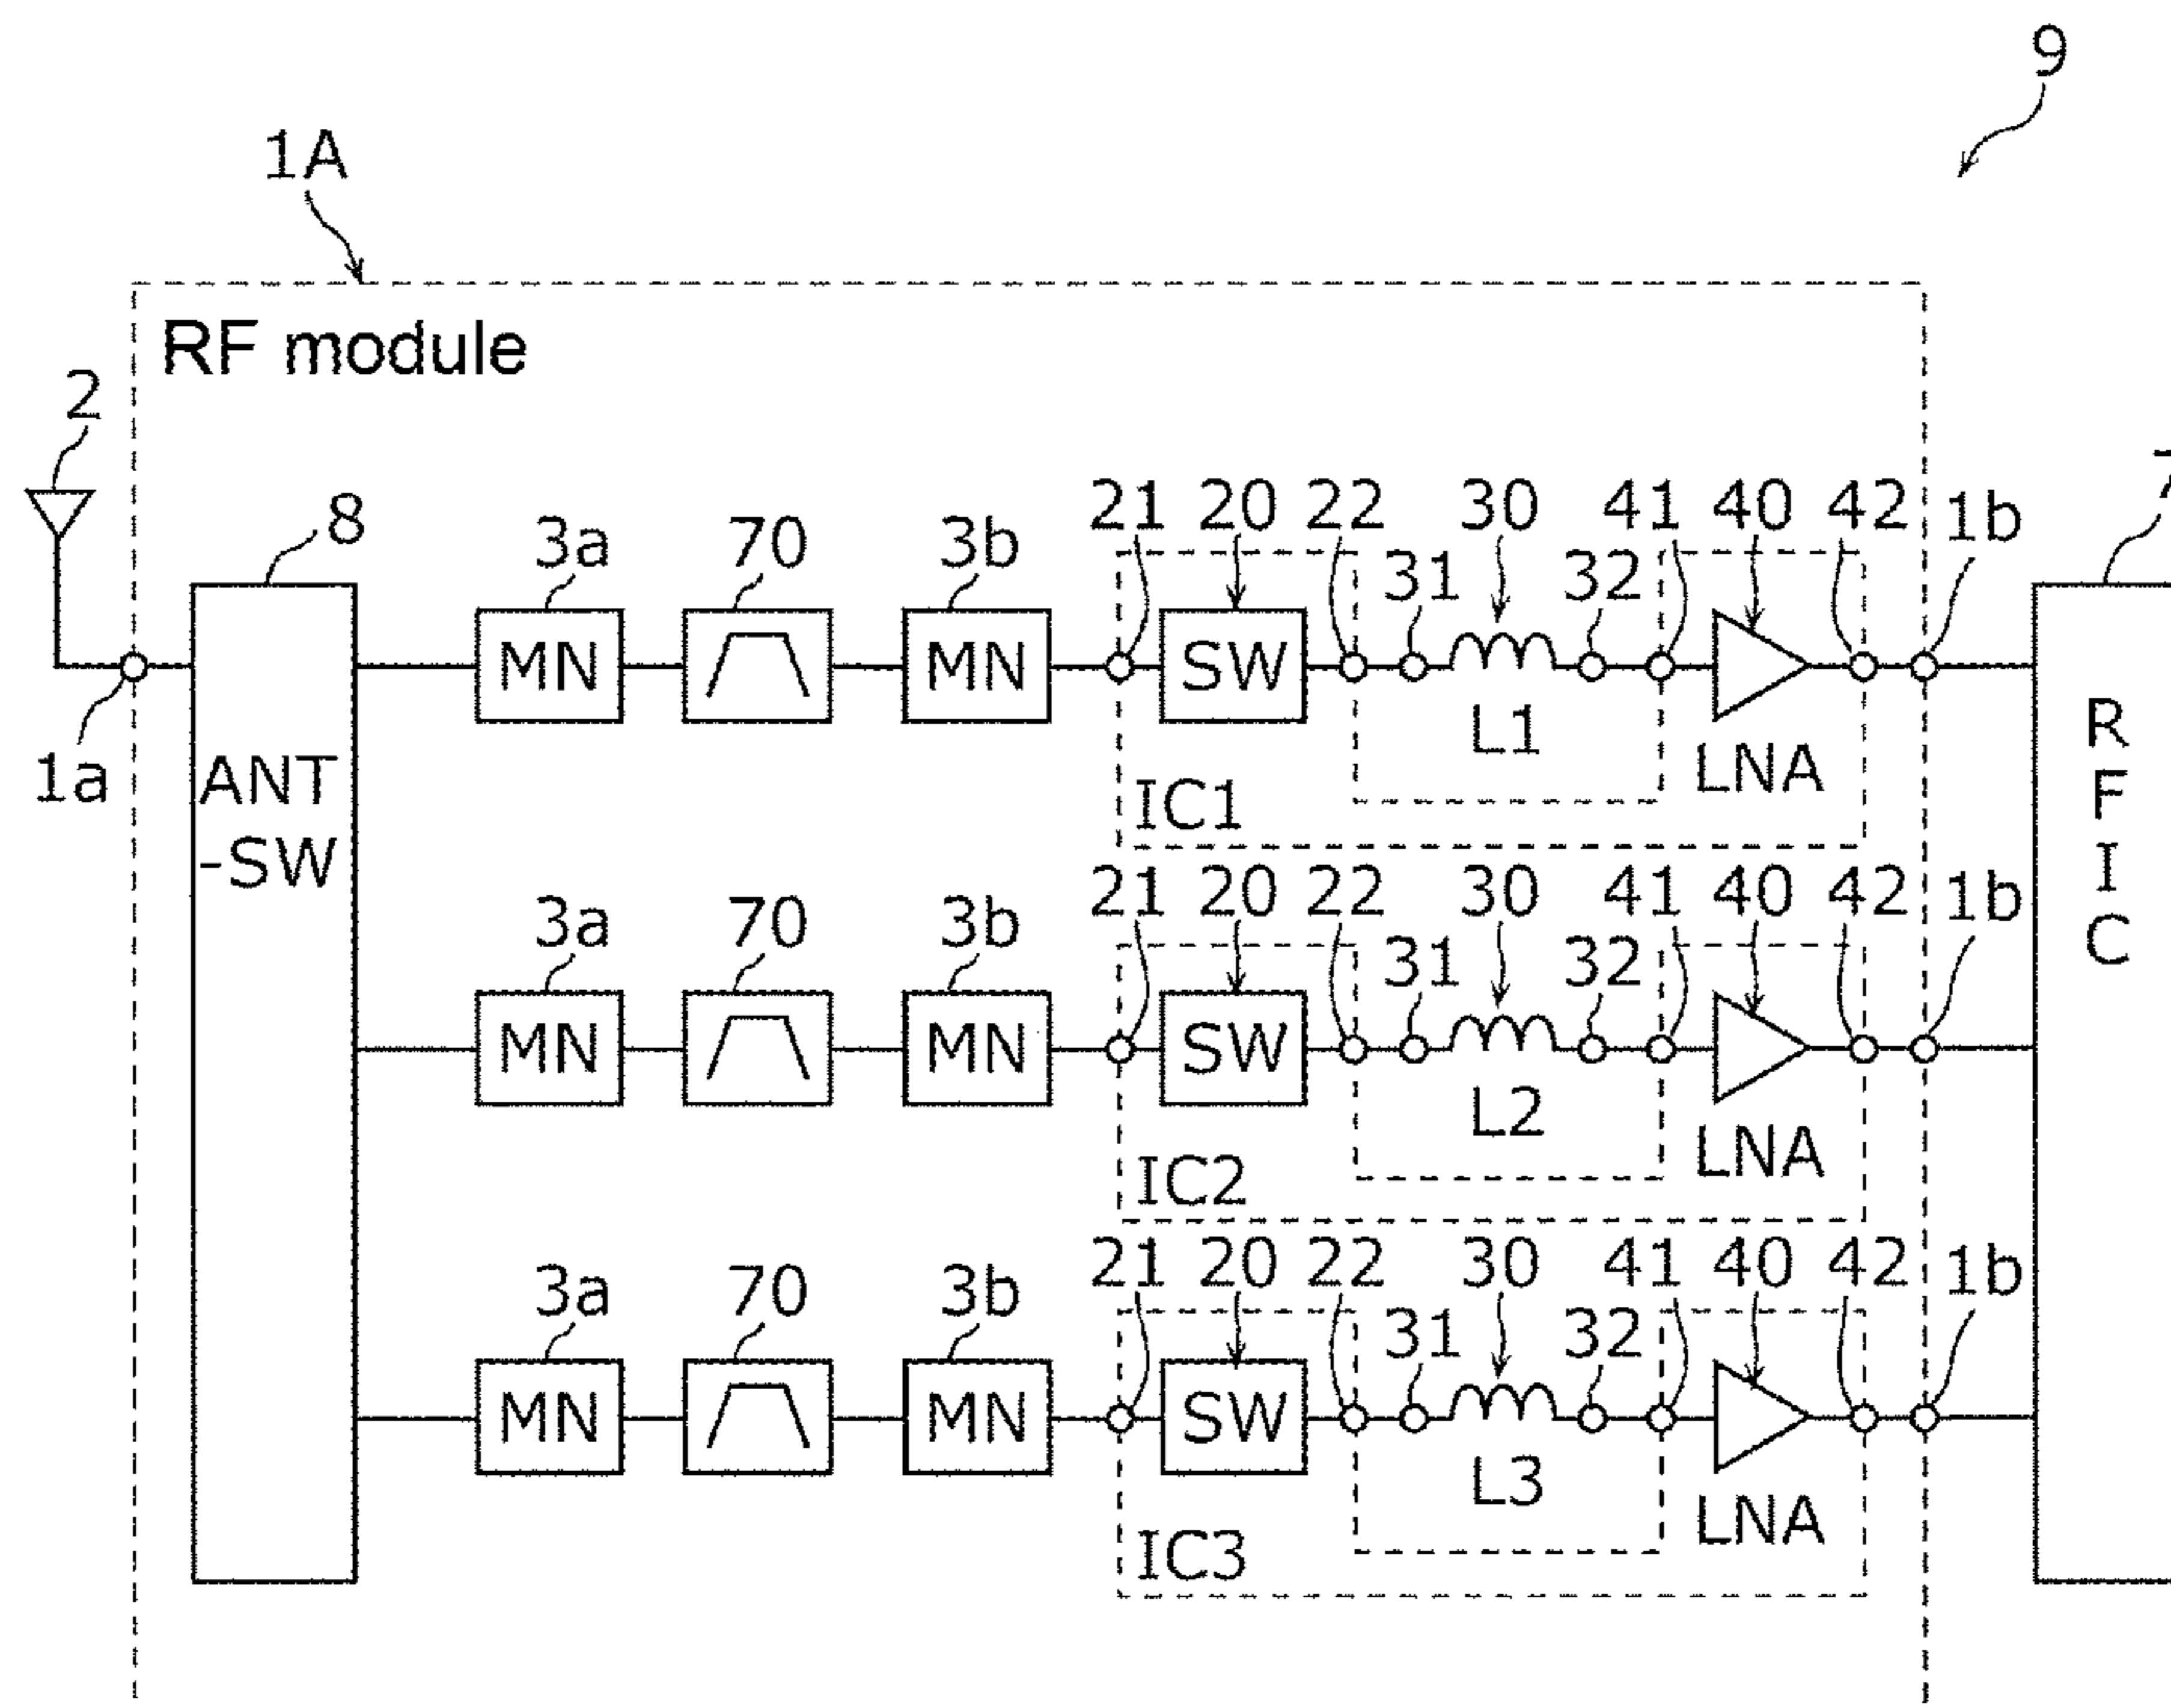 9
1A
RF module
2
8
3a 70 3b 21 20 22 31 30 32 41 40 42 1b
1a
ANT
-SW
MN MN SW L1 LNA
IC1
R
F
I
C
3a 70 3b 21 20 22 31 30 32 41 40 42 1b
MN MN SW L2 LNA
IC2
3a 70 3b 21 20 22 31 30 32 41 40 42 1b
MN MN SW L3 LNA
IC3